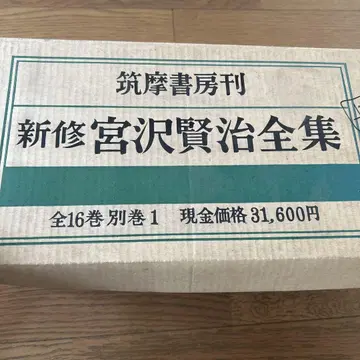 筑摩書房刊
新修 宮沢賢治全集
全16巻 別巻1 現金価格 31,600円